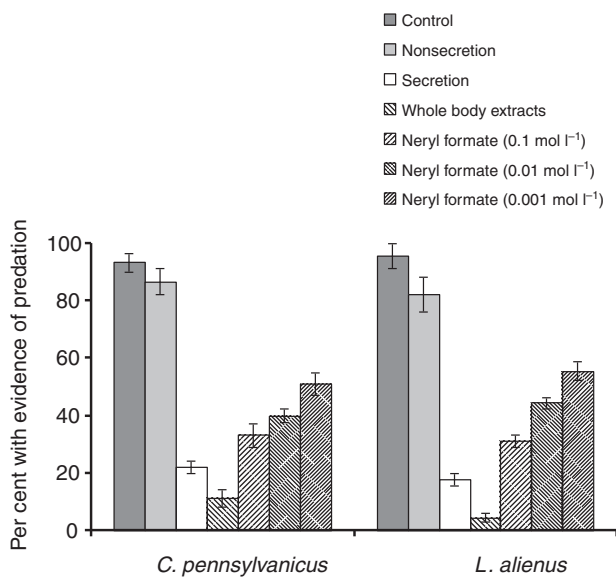 Control
Nonsecretion
Secretion
Whole body extracts
Neryl formate (0.1 mol l⁻¹)
Neryl formate (0.01 mol l⁻¹)
Neryl formate (0.001 mol l⁻¹)
Per cent with evidence of predation
100
80
60
40
20
0
C. pennsylvanicus
L. alienus